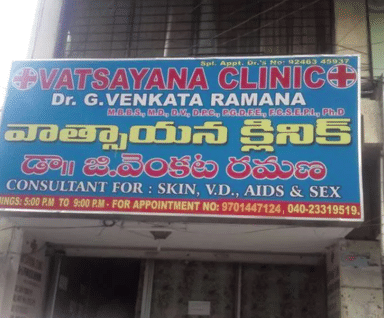 Spl. Appt. Dr.'s No: 92463 45937
VATSAYANA CLINIC
Dr. G.VENKATA RAMANA
M.B.B.S., M.D., D.V., D.P.C., P.G.D.F.E., F.C.S.E.P.I., Ph.D
వాత్సాయన క్లినిక్
డా॥ జి.వెంకట రమణ
CONSULTANT FOR : SKIN, V.D., AIDS & SEX
NINGS: 5:00 P.M TO 9:00 P.M - FOR APPOINTMENT NO: 9701447124, 040-23319519.